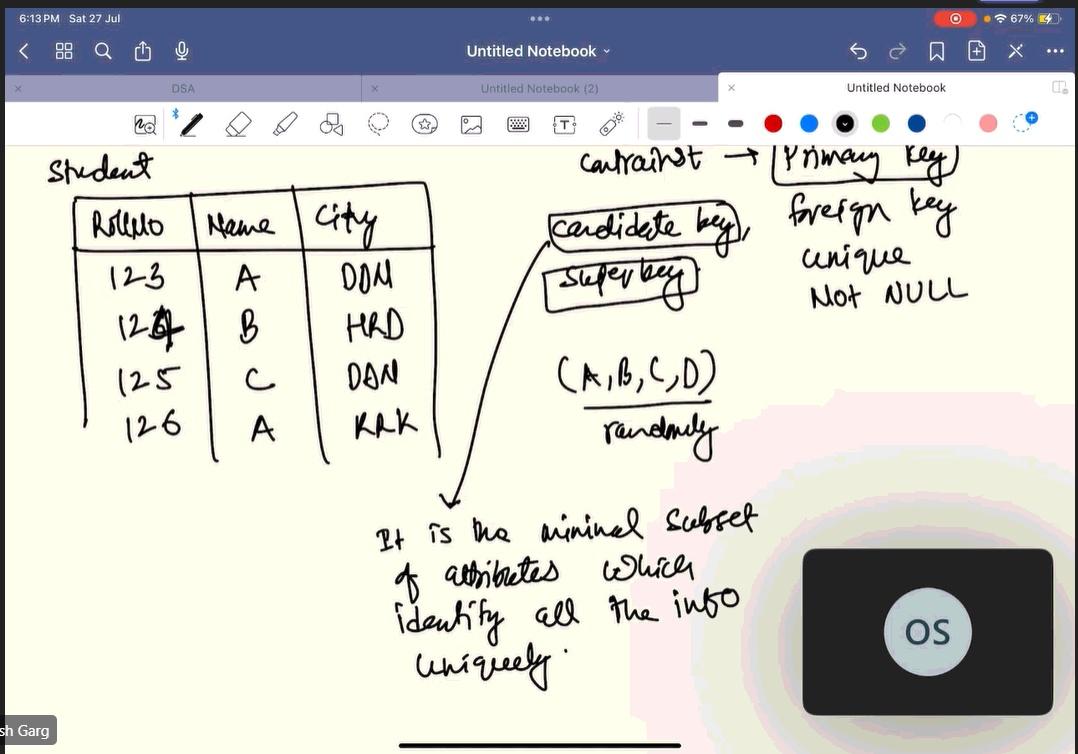 6:13 PM Sat 27 Jul
67%
Untitled Notebook
DSA
Untitled Notebook (2)
Untitled Notebook
Student
RollNo Name City
123 A DDN
124 B HRD
125 C DDN
126 A RRK
contrainst → Primary key
candidate key,
super key
foreign key
unique
Not NULL
(A,B,C,D)
randomly
It is the minimal subset
of attributes which
identify all the info
uniquely.
OS
sh Garg